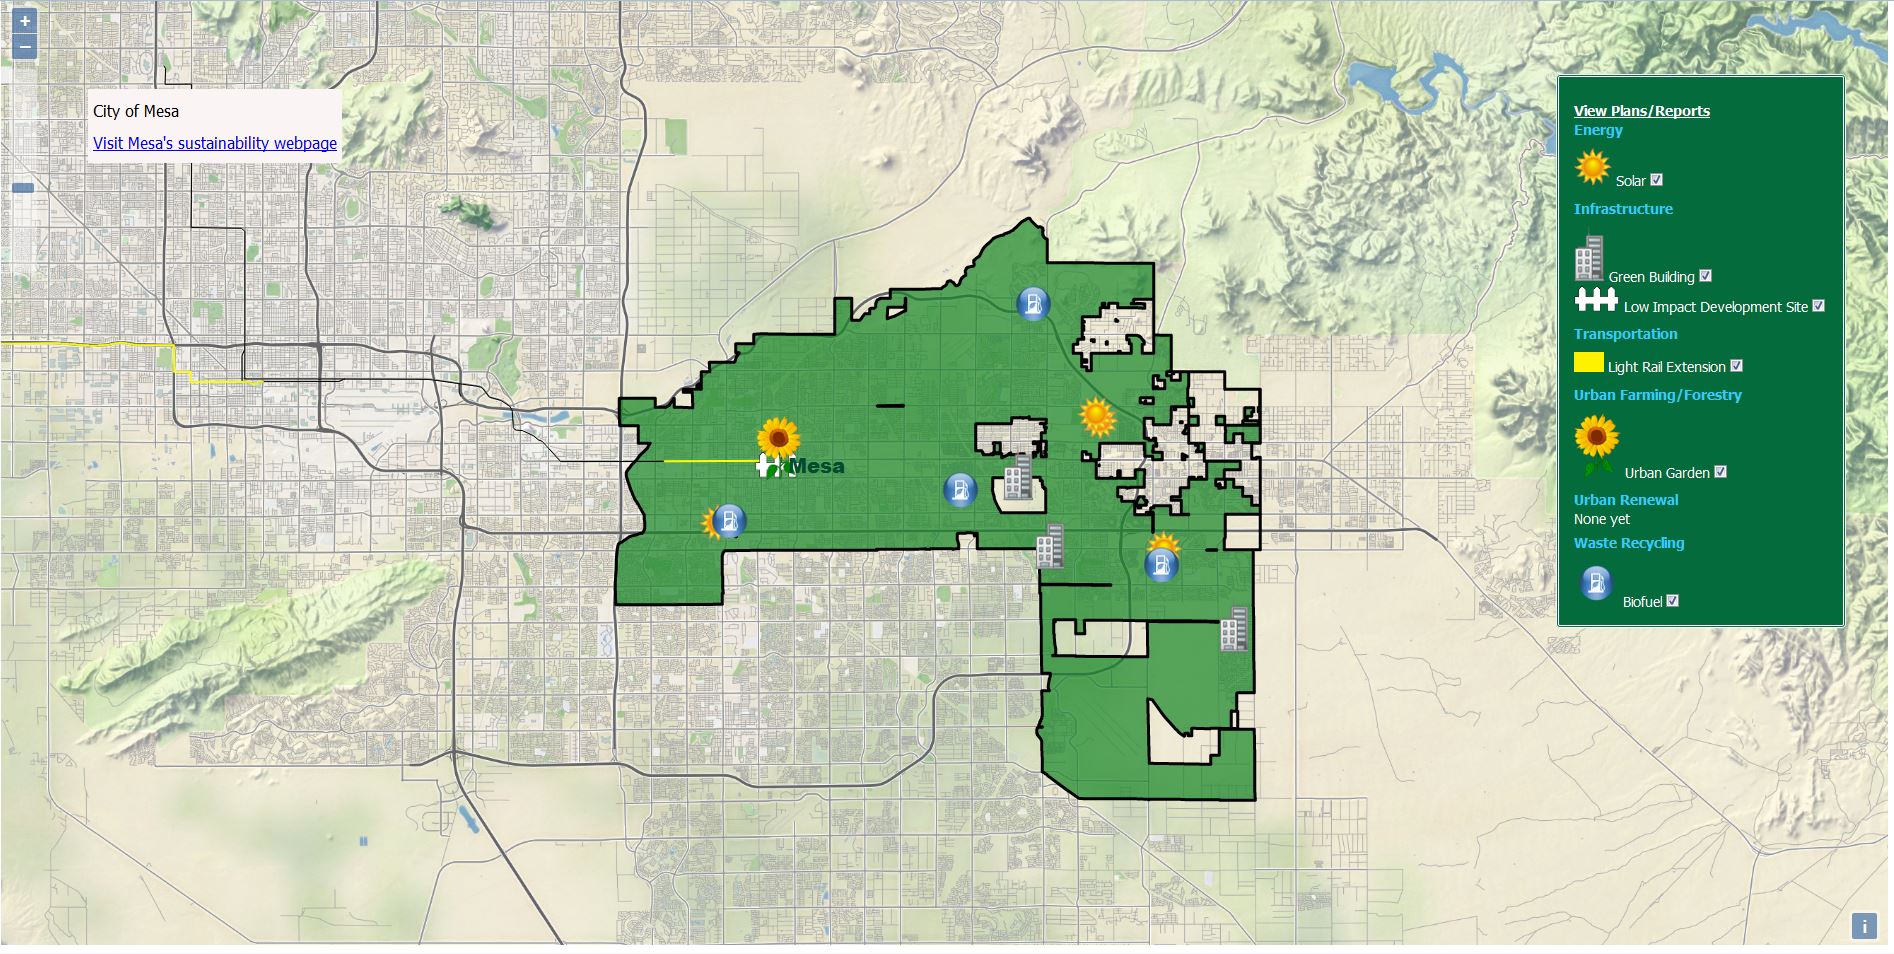 +
–
City of Mesa
Visit Mesa's sustainability webpage
Mesa
View Plans/Reports
Energy
Solar
Infrastructure
Green Building
Low Impact Development Site
Transportation
Light Rail Extension
Urban Farming/Forestry
Urban Garden
Urban Renewal
None yet
Waste Recycling
Biofuel
i